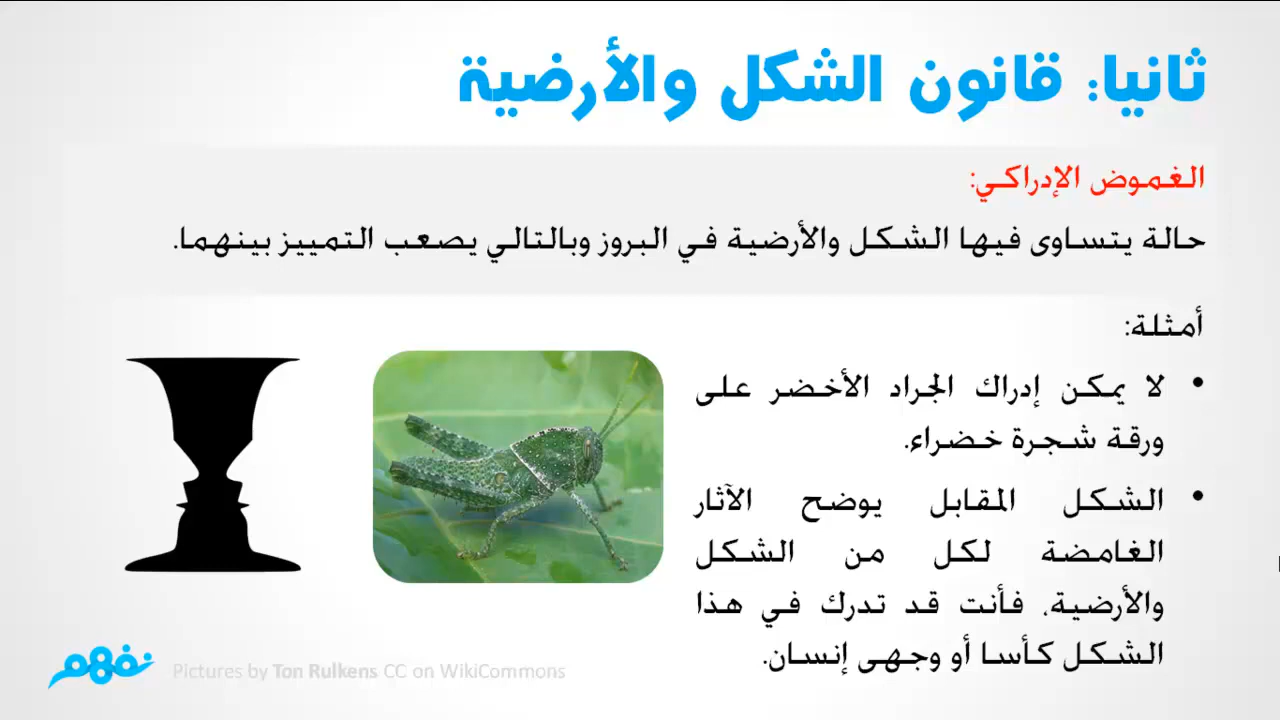 ثانيا: قانون الشكل والأرضية
الغموض الإدراكي:
حالة يتساوى فيها الشكل والأرضية في البروز وبالتالي يصعب التمييز بينهما.
أمثلة:
• لا يمكن إدراك الجراد الأخضر على
ورقة شجرة خضراء.
• الشكل المقابل يوضح الآثار
الغامضة لكل من الشكل
والأرضية. فأنت قد تدرك في هذا
الشكل كأسا أو وجهى إنسان.
نفهم
Pictures by Ton Rulkens CC on WikiCommons